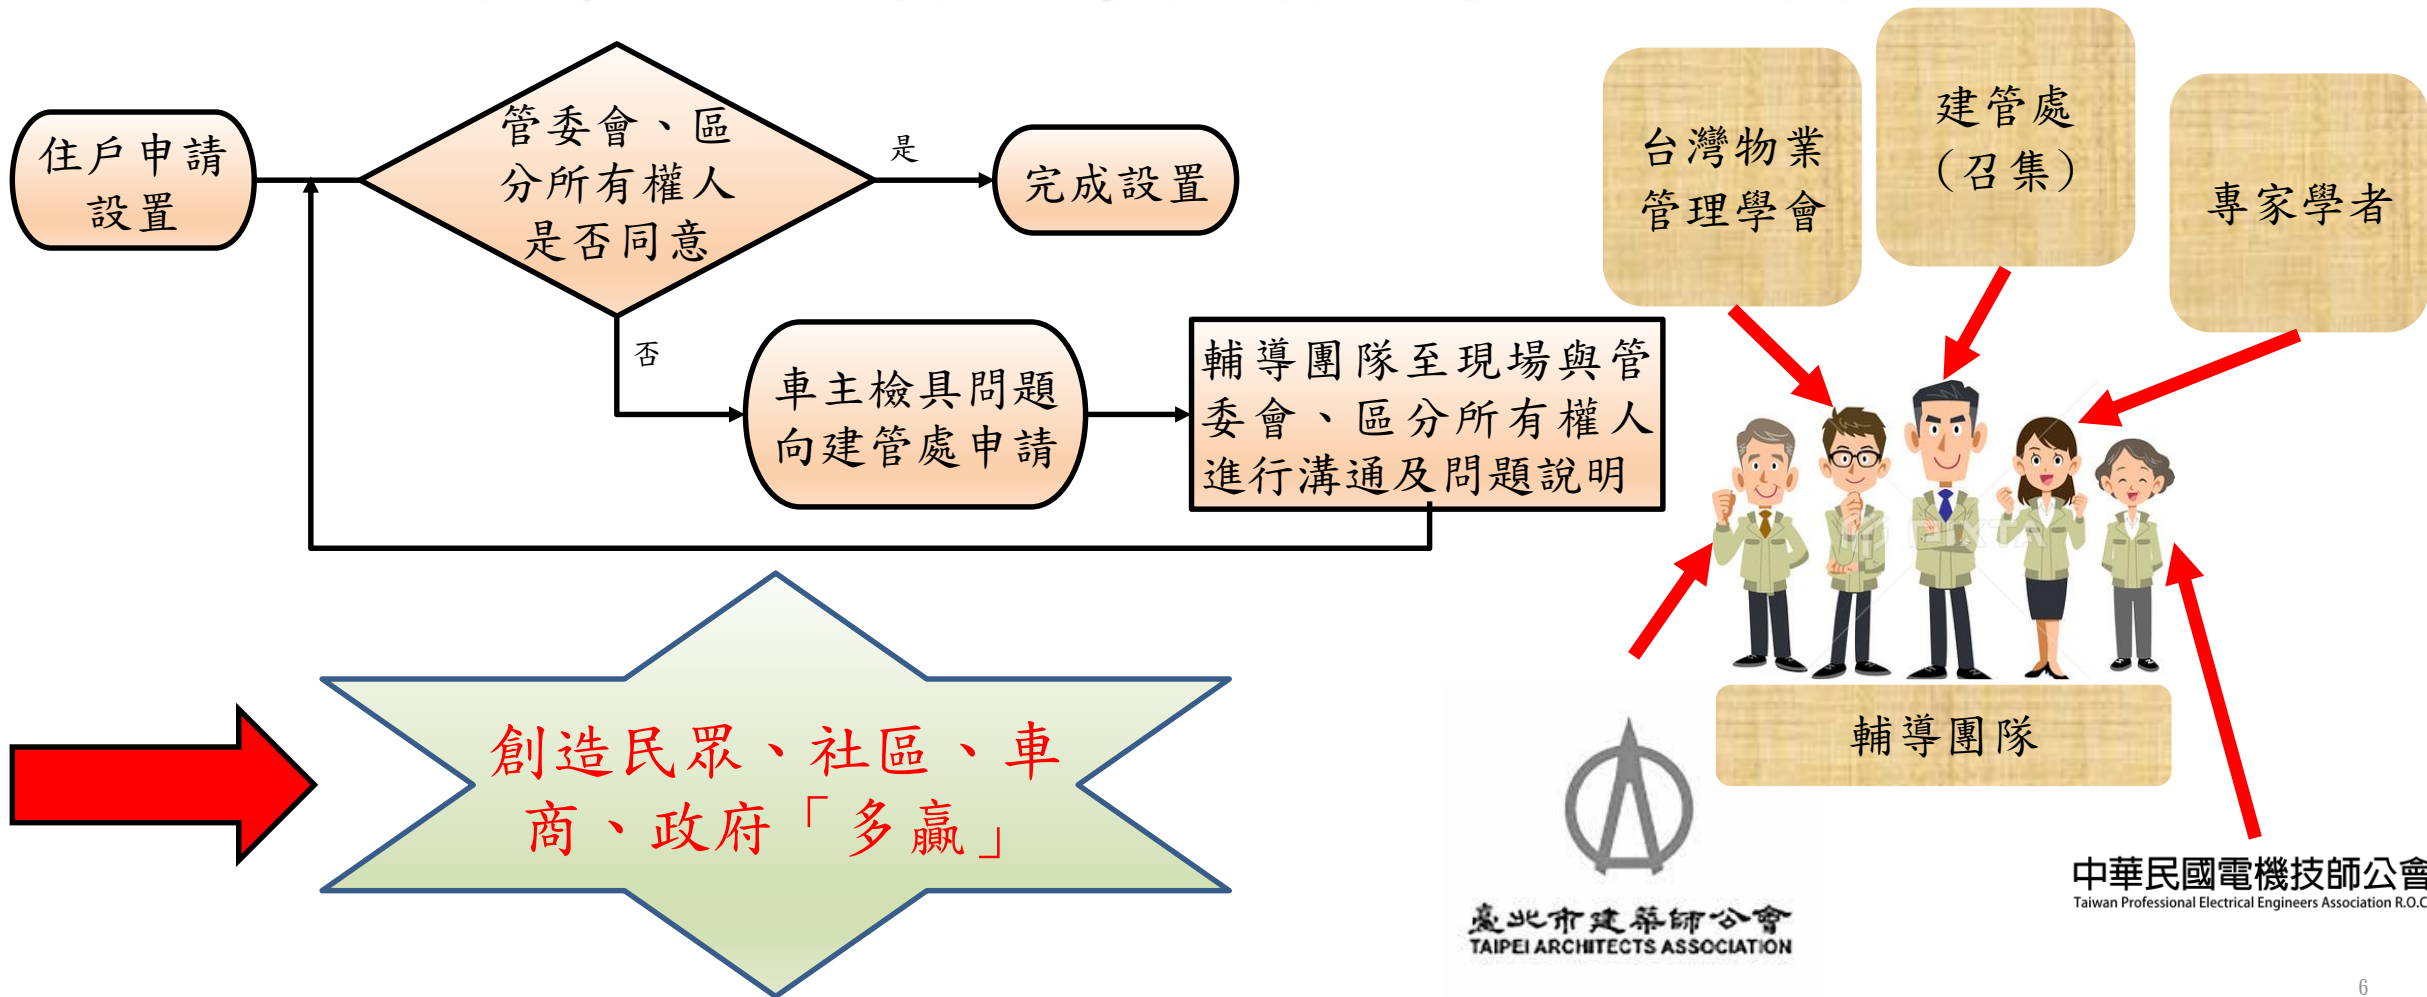 住戶申請
設置
管委會、區
分所有權人
是否同意
是
完成設置
否
車主檢具問題
向建管處申請
輔導團隊至現場與管
委會、區分所有權人
進行溝通及問題說明
台灣物業
管理學會
建管處
(召集)
專家學者
輔導團隊
創造民眾、社區、車
商、政府「多贏」
臺北市建築師公會
TAIPEI ARCHITECTS ASSOCIATION
中華民國電機技師公會
Taiwan Professional Electrical Engineers Association R.O.C
6